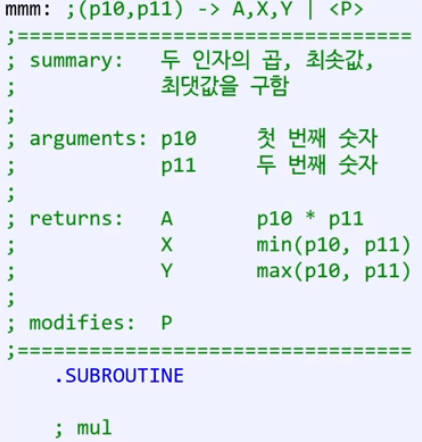 mmm: ;(p10,p11) -> A,X,Y | <P>
;=================================
; summary:   두 인자의 곱, 최솟값,
;            최댓값을 구함
;
; arguments: p10     첫 번째 숫자
;            p11     두 번째 숫자
;
; returns:   A       p10 * p11
;            X       min(p10, p11)
;            Y       max(p10, p11)
;
; modifies:  P
;=================================
    .SUBROUTINE
    ; mul